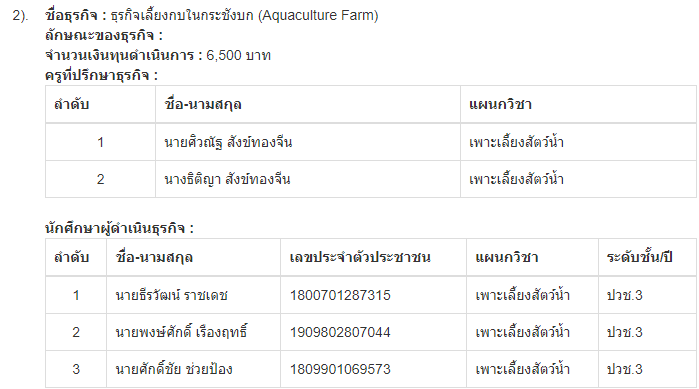 2). ชื่อธุรกิจ : ธุรกิจเลี้ยงกบในกระชังบก (Aquaculture Farm)
ลักษณะของธุรกิจ :
จำนวนเงินทุนดำเนินการ : 6,500 บาท
ครูที่ปรึกษาธุรกิจ :
ลำดับ ชื่อ-นามสกุล แผนกวิชา
1 นายศิวณัฐ สังข์ทองจีน เพาะเลี้ยงสัตว์น้ำ
2 นางธิติญา สังข์ทองจีน เพาะเลี้ยงสัตว์น้ำ
นักศึกษาผู้ดำเนินธุรกิจ :
ลำดับ ชื่อ-นามสกุล เลขประจำตัวประชาชน แผนกวิชา ระดับชั้น/ปี
1 นายธีรวัฒน์ ราชเดช 1800701287315 เพาะเลี้ยงสัตว์น้ำ ปวช.3
2 นายพงษ์ศักดิ์ เรืองฤทธิ์ 1909802807044 เพาะเลี้ยงสัตว์น้ำ ปวช.3
3 นายศักดิ์ชัย ช่วยป้อง 1809901069573 เพาะเลี้ยงสัตว์น้ำ ปวช.3